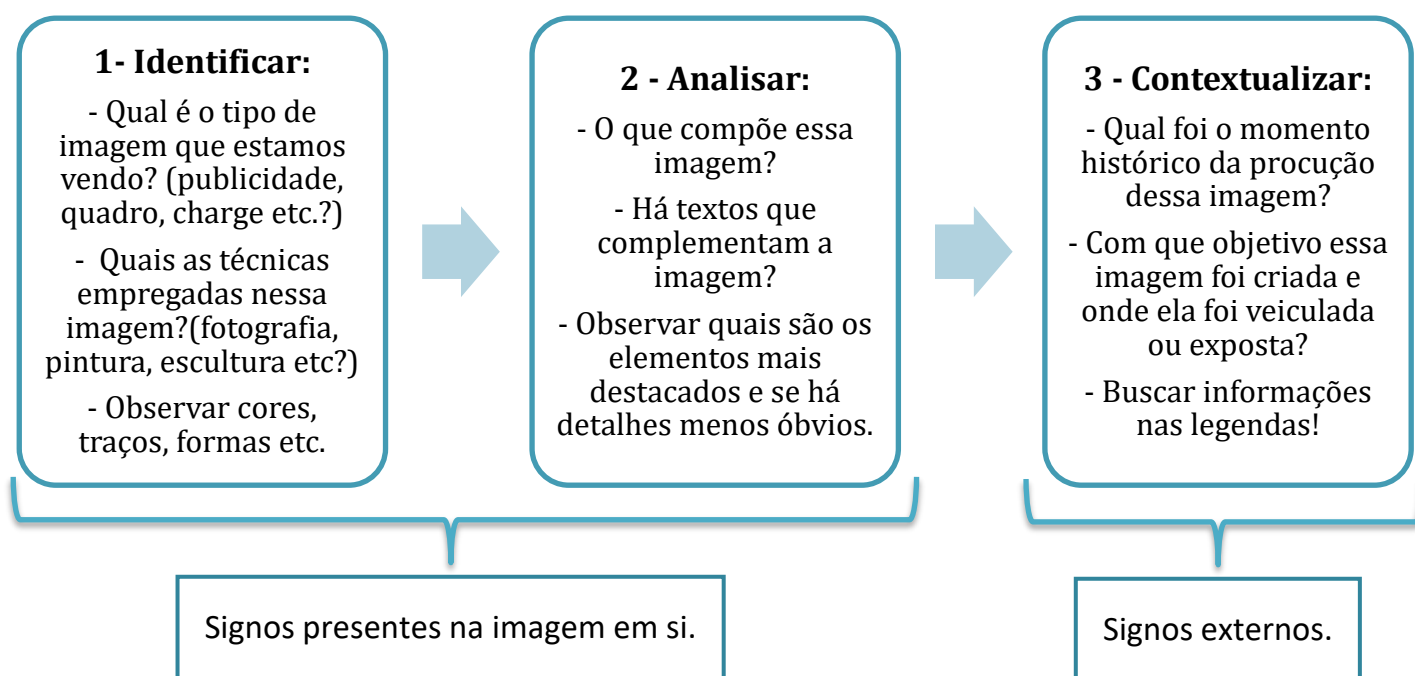 1- Identificar:
- Qual é o tipo de
imagem que estamos
vendo? (publicidade,
quadro, charge etc.?)
- Quais as técnicas
empregadas nessa
imagem?(fotografia,
pintura, escultura etc?)
- Observar cores,
traços, formas etc.
2 - Analisar:
- O que compõe essa
imagem?
- Há textos que
complementam a
imagem?
- Observar quais são os
elementos mais
destacados e se há
detalhes menos óbvios.
3 - Contextualizar:
- Qual foi o momento
histórico da procução
dessa imagem?
- Com que objetivo essa
imagem foi criada e
onde ela foi veiculada
ou exposta?
- Buscar informações
nas legendas!
Signos presentes na imagem em si.
Signos externos.